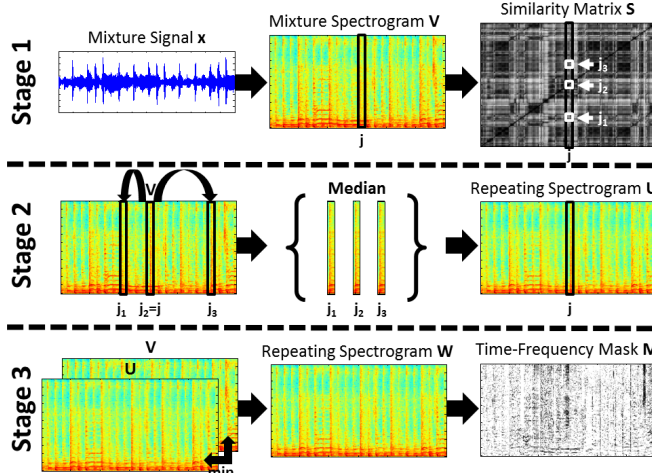 Stage 1
Mixture Signal x
Mixture Spectrogram V
j
Similarity Matrix S
j3
j2
j1
j
Stage 2
V
j1 j2=j j3
Median
j1 j2 j3
Repeating Spectrogram U
j
Stage 3
V
U
min
Repeating Spectrogram W
Time-Frequency Mask M